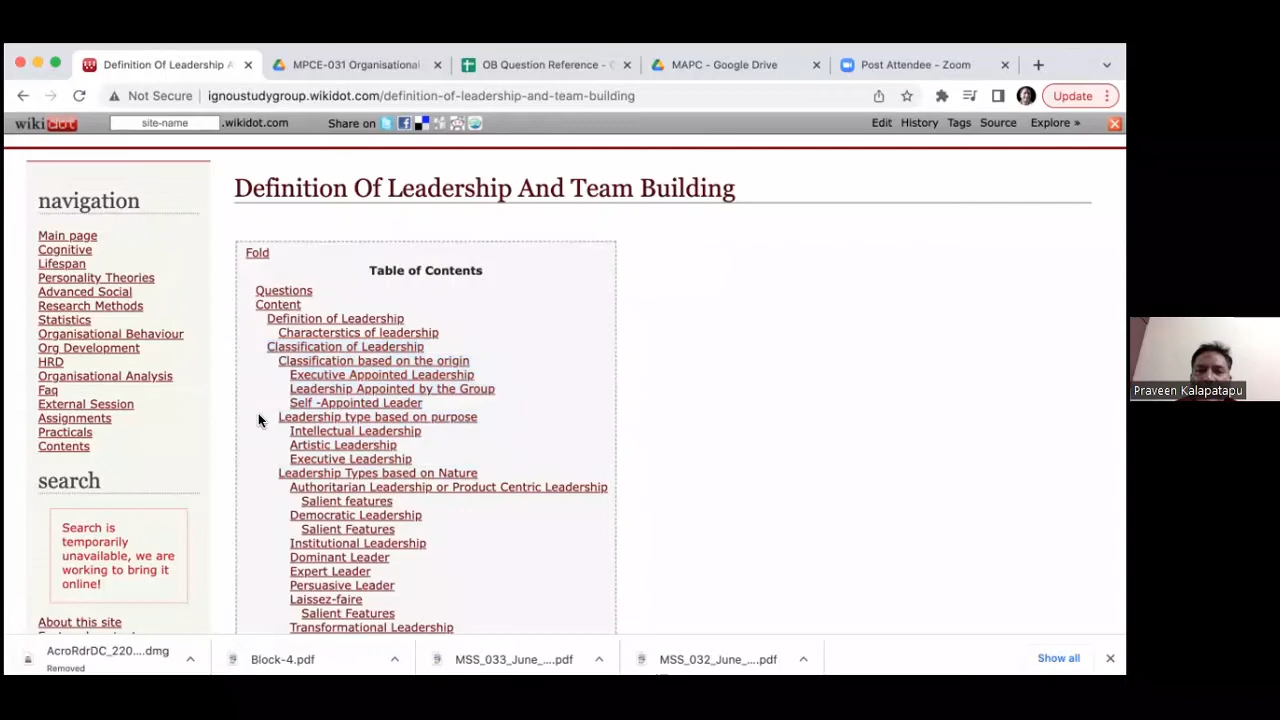 Definition Of Leadership A
MPCE-031 Organisational
OB Question Reference -
MAPC - Google Drive
Post Attendee - Zoom
Not Secure
ignoustudygroup.wikidot.com/definition-of-leadership-and-team-building
Update
wikidot
site-name
.wikidot.com
Share on
Edit
History
Tags
Source
Explore »
navigation
Main page
Cognitive
Lifespan
Personality Theories
Advanced Social
Research Methods
Statistics
Organisational Behaviour
Org Development
HRD
Organisational Analysis
Faq
External Session
Assignments
Practicals
Contents
search
Search is
temporarily
unavailable, we are
working to bring it
online!
About this site
Definition Of Leadership And Team Building
Fold
Table of Contents
Questions
Content
Definition of Leadership
Characterstics of leadership
Classification of Leadership
Classification based on the origin
Executive Appointed Leadership
Leadership Appointed by the Group
Self -Appointed Leader
Leadership type based on purpose
Intellectual Leadership
Artistic Leadership
Executive Leadership
Leadership Types based on Nature
Authoritarian Leadership or Product Centric Leadership
Salient features
Democratic Leadership
Salient Features
Institutional Leadership
Dominant Leader
Expert Leader
Persuasive Leader
Laissez-faire
Salient Features
Transformational Leadership
Praveen Kalapatapu
AcroRdrDC_220....dmg
Removed
Block-4.pdf
MSS_033_June_....pdf
MSS_032_June_....pdf
Show all